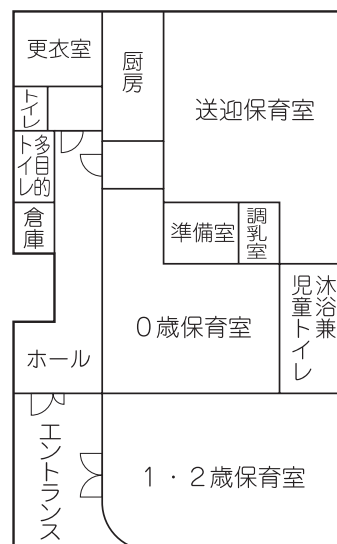 更衣室
厨房
送迎保育室
トイレ
多目的
トイレ
倉庫
準備室
調乳室
沐浴兼
児童トイレ
０歳保育室
ホール
エントランス
１・２歳保育室